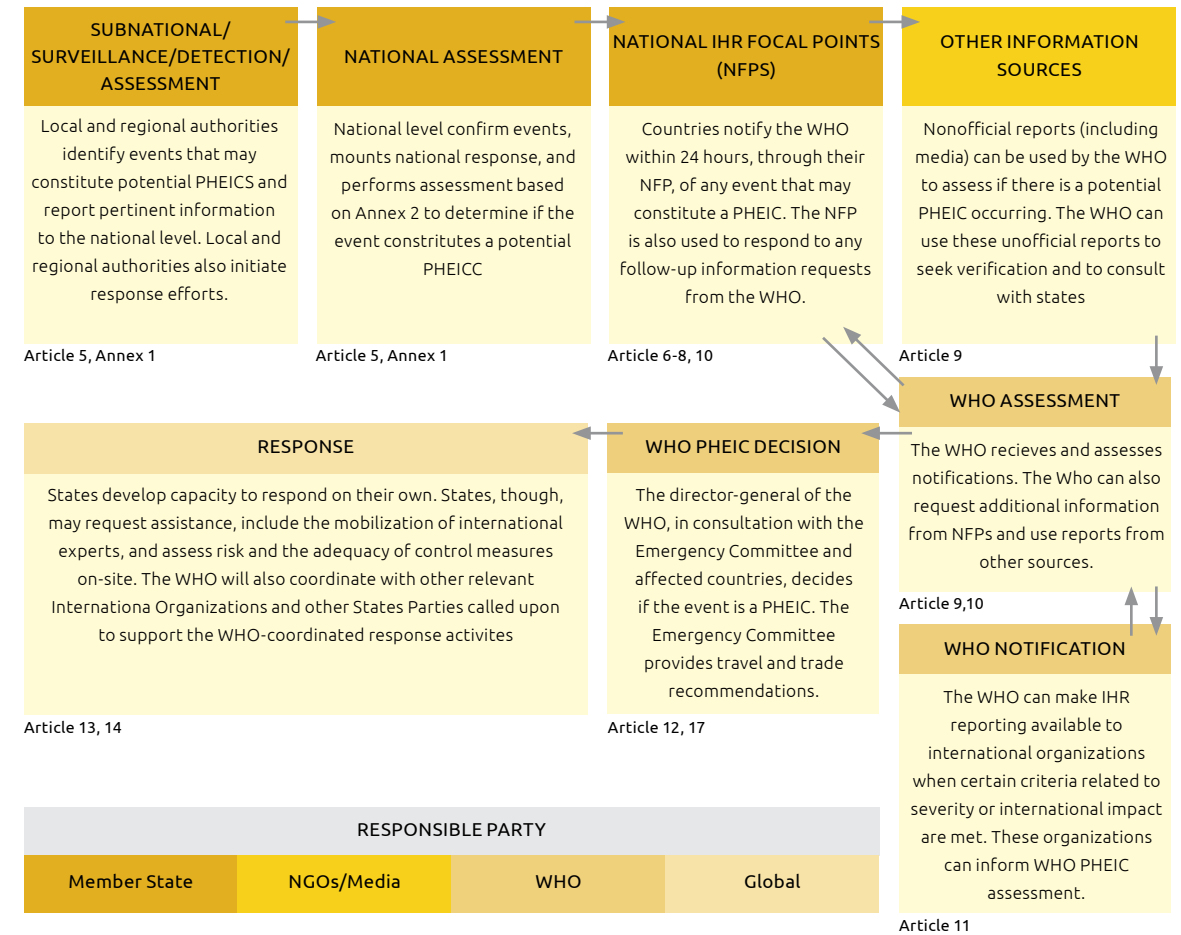 SUBNATIONAL/
SURVEILLANCE/DETECTION/
ASSESSMENT
Local and regional authorities
identify events that may
constitute potential PHEICS and
report pertinent information
to the national level. Local and
regional authorities also initiate
response efforts.
Article 5, Annex 1
NATIONAL ASSESSMENT
National level confirm events,
mounts national response, and
performs assessment based
on Annex 2 to determine if the
event constritutes a potential
PHEICC
Article 5, Annex 1
NATIONAL IHR FOCAL POINTS
(NFPS)
Countries notify the WHO
within 24 hours, through their
NFP, of any event that may
constitute a PHEIC. The NFP
is also used to respond to any
follow-up information requests
from the WHO.
Article 6-8, 10
OTHER INFORMATION
SOURCES
Nonofficial reports (including
media) can be used by the WHO
to assess if there is a potential
PHEIC occurring. The WHO can
use these unofficial reports to
seek verification and to consult
with states
Article 9
WHO ASSESSMENT
The WHO recieves and assesses
notifications. The Who can also
request additional information
from NFPs and use reports from
other sources.
Article 9,10
WHO NOTIFICATION
The WHO can make IHR
reporting available to
international organizations
when certain criteria related to
severity or international impact
are met. These organizations
can inform WHO PHEIC
assessment.
Article 11
WHO PHEIC DECISION
The director-general of the
WHO, in consultation with the
Emergency Committee and
affected countries, decides
if the event is a PHEIC. The
Emergency Committee
provides travel and trade
recommendations.
Article 12, 17
RESPONSE
States develop capacity to respond on their own. States, though,
may request assistance, include the mobilization of international
experts, and assess risk and the adequacy of control measures
on-site. The WHO will also coordinate with other relevant
Internationa Organizations and other States Parties called upon
to support the WHO-coordinated response activites
Article 13, 14
RESPONSIBLE PARTY
Member State
NGOs/Media
WHO
Global